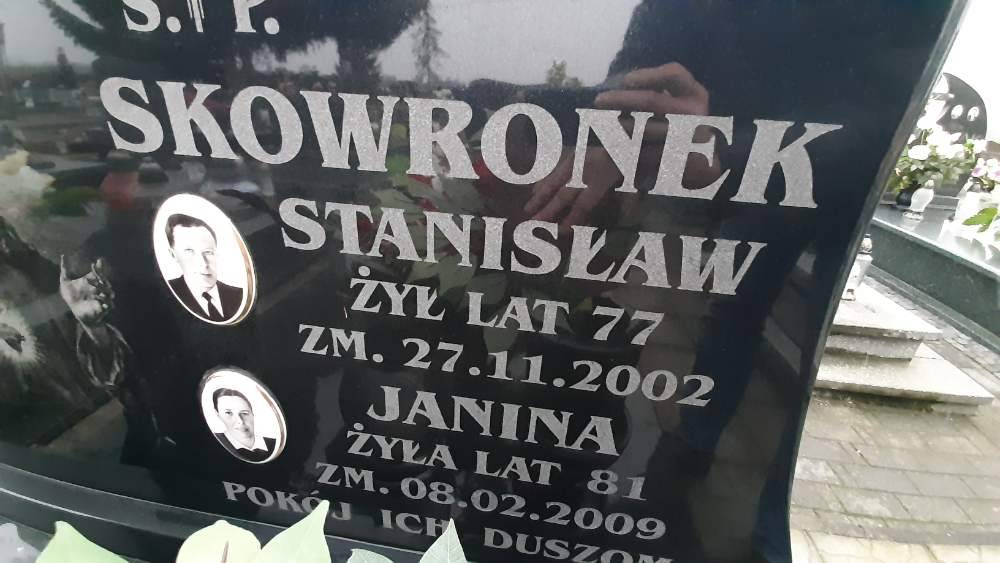 Ś. P.
SKOWRONEK
STANISŁAW
ŻYŁ LAT 77
ZM. 27.11.2002
JANINA
ŻYŁA LAT 81
ZM. 08.02.2009
POKÓJ ICH DUSZOM